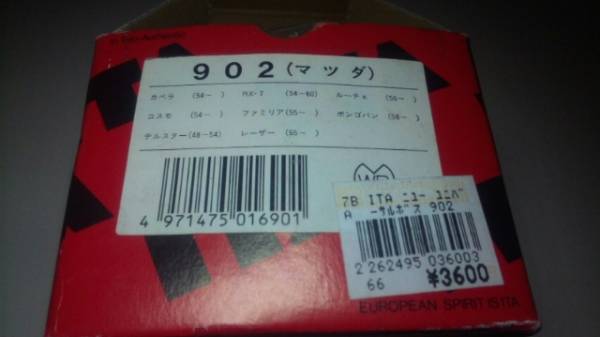 902(マツダ)
カペラ (54～ ) RX-7 (54-60) ルーチェ (56～ )
コスモ (54～ ) ファミリア(55～ ) ボンゴバン (58～ )
テルスター(48-54) レーザー (55～ )
4 971475 016901
7B ITA ニュー ユニバ
A ーサルボス 902
2 262495 036003
66 ¥3600
EUROPEAN SPIRIT IS ITA